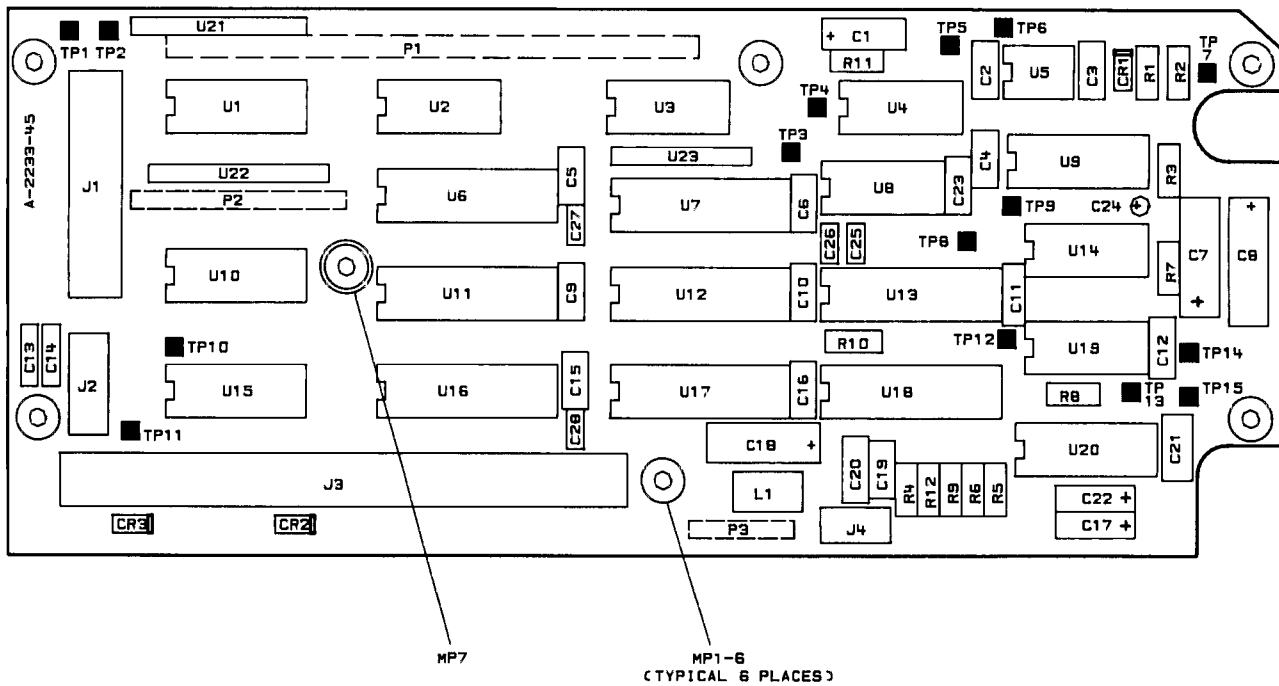 U21
TP1 TP2
P1
+ C1
R11
TP5
TP6
TP
7
C2
U5
C3
CR1
R1
R2
U1
U2
U3
TP4
U4
A-2233-45
J1
TP3
U23
C4
U9
R3
U22
P2
U6
C5
C27
U7
C6
U8
C23
TP9
C24 +
C26
C25
TP8
U14
R7
C7
+
+
C8
U10
U11
C9
U12
C10
U13
C11
C13
C14
J2
TP10
R10
TP12
U19
C12
TP14
U15
U16
C15
C28
U17
C16
U18
R8
TP
13
TP15
TP11
C18 +
C20
C19
U20
C21
J3
L1
R4
R12
R9
R6
R5
C22 +
C17 +
CR3
CR2
P3
J4
MP7
MP1-6
(TYPICAL 6 PLACES)